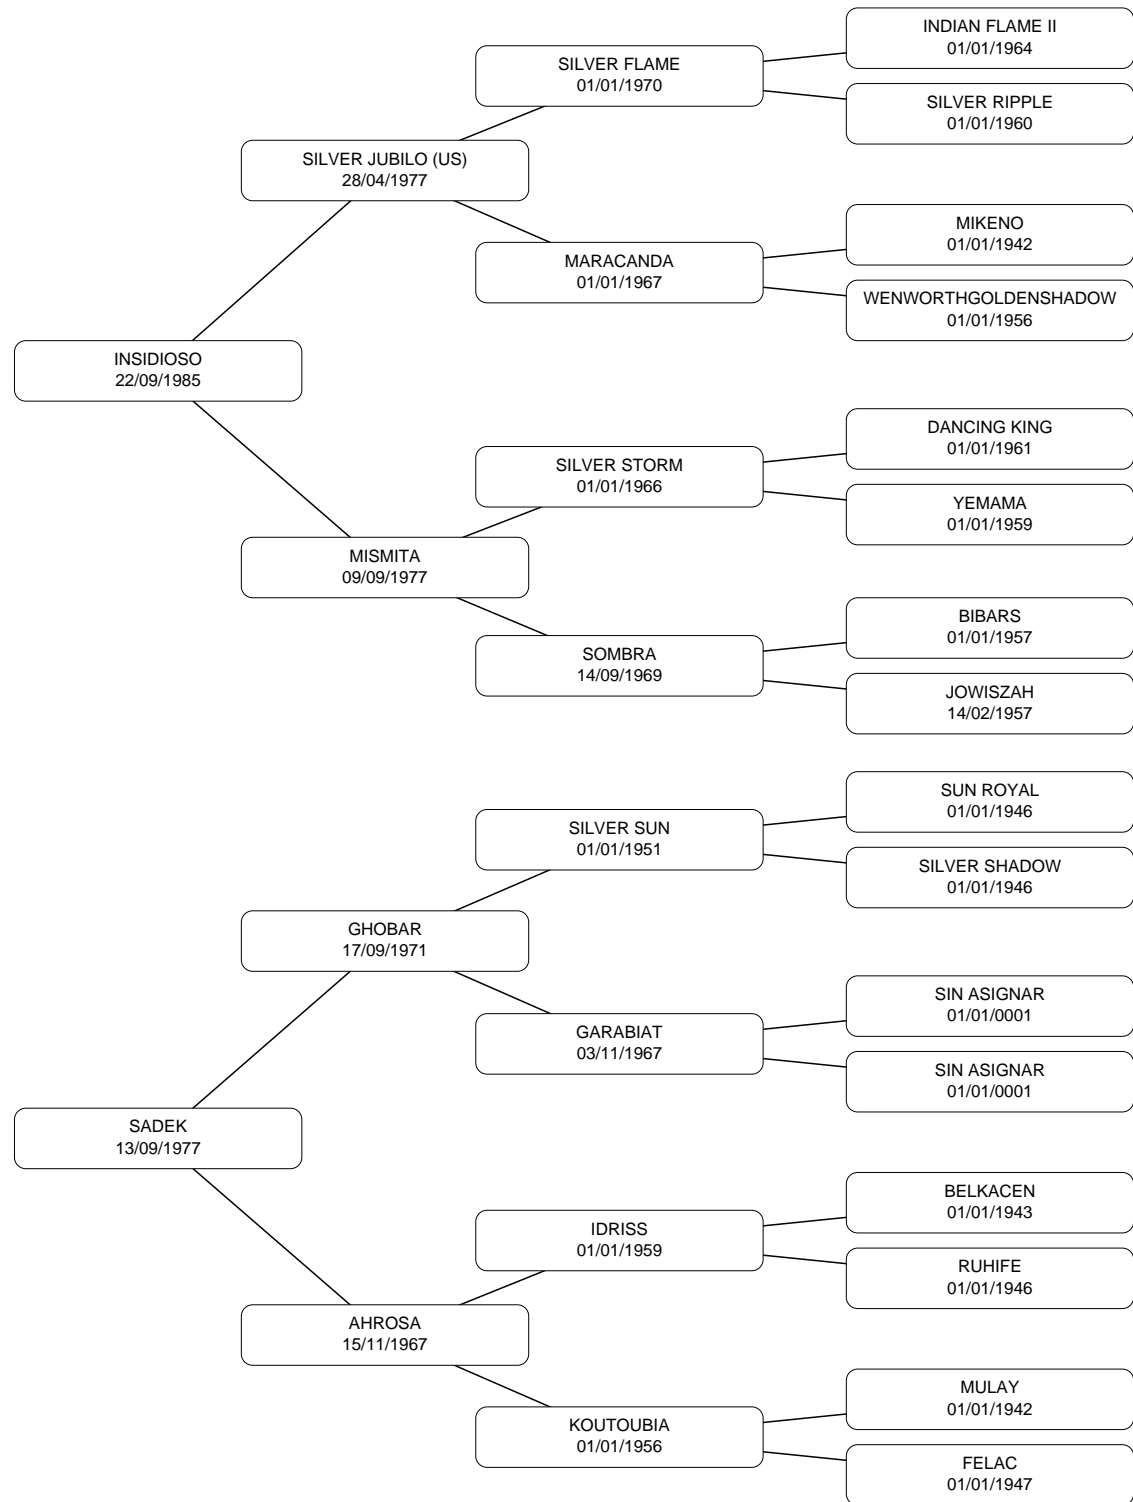 INDIAN FLAME II
01/01/1964
SILVER FLAME
01/01/1970
SILVER RIPPLE
01/01/1960
SILVER JUBILO (US)
28/04/1977
MIKENO
01/01/1942
MARACANDA
01/01/1967
WENWORTHGOLDENSHADOW
01/01/1956
INSIDIOSO
22/09/1985
DANCING KING
01/01/1961
SILVER STORM
01/01/1966
YEMAMA
01/01/1959
MISMITA
09/09/1977
BIBARS
01/01/1957
SOMBRA
14/09/1969
JOWISZAH
14/02/1957
SUN ROYAL
01/01/1946
SILVER SUN
01/01/1951
SILVER SHADOW
01/01/1946
GHOBAR
17/09/1971
SIN ASIGNAR
01/01/0001
GARABIAT
03/11/1967
SIN ASIGNAR
01/01/0001
SADEK
13/09/1977
BELKACEN
01/01/1943
IDRISS
01/01/1959
RUHIFE
01/01/1946
AHROSA
15/11/1967
MULAY
01/01/1942
KOUTOUBIA
01/01/1956
FELAC
01/01/1947